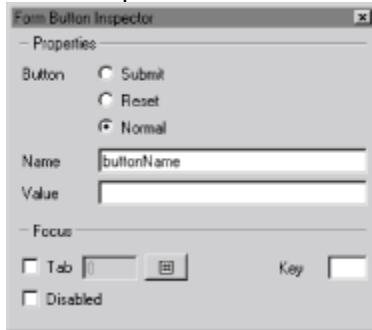 Form Button Inspector
Properties
Button Submit
Reset
Normal
Name buttonName
Value
Focus
Tab 0 Key
Disabled